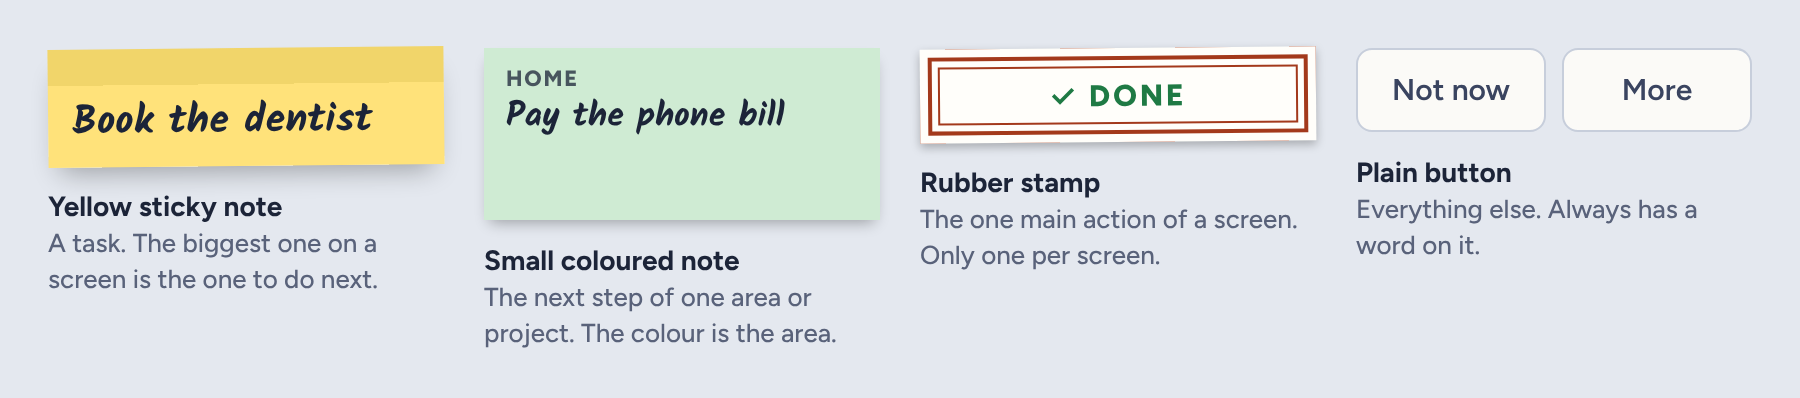 Book the dentist
Yellow sticky note
A task. The biggest one on a
screen is the one to do next.
HOME
Pay the phone bill
Small coloured note
The next step of one area or
project. The colour is the area.
✓ DONE
Rubber stamp
The one main action of a screen.
Only one per screen.
Not now
More
Plain button
Everything else. Always has a
word on it.